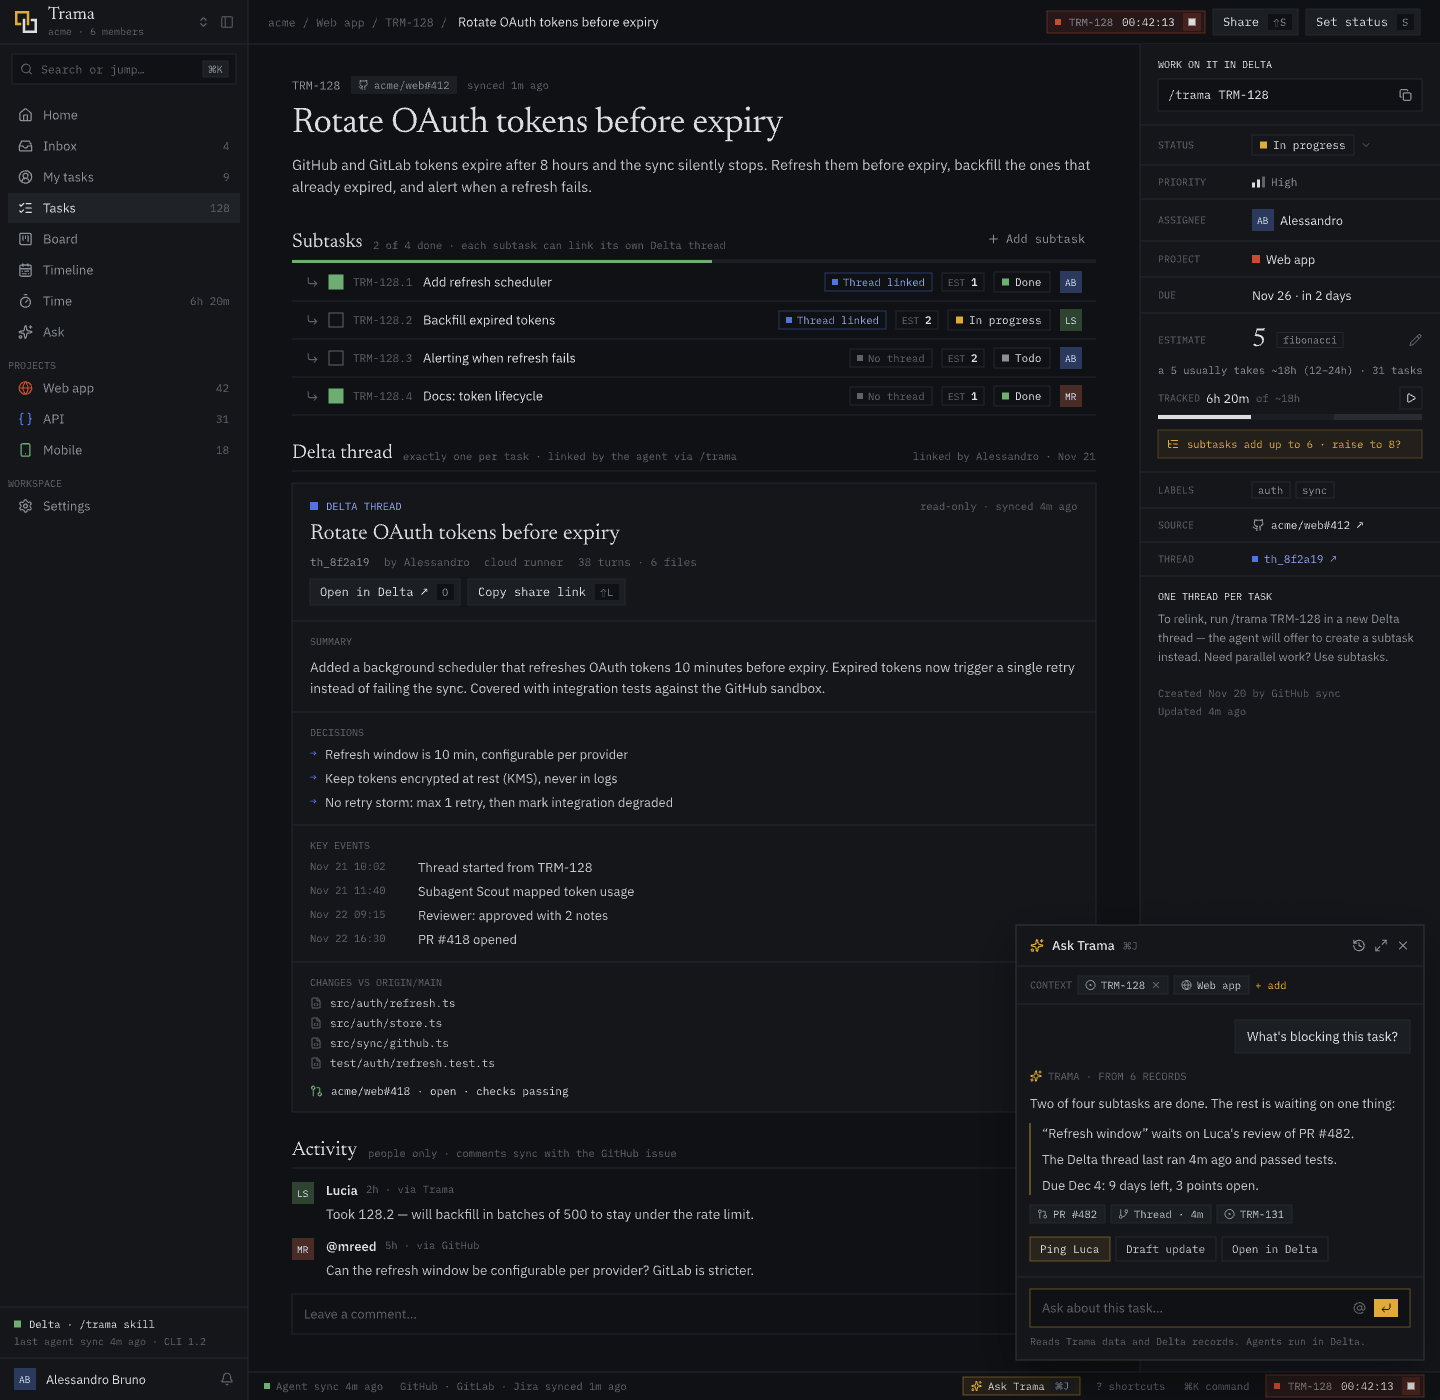 Trama
acme · 6 members
Search or jump… ⌘K
Home
Inbox 4
My tasks 9
Tasks 128
Board
Timeline
Time 6h 20m
Ask
PROJECTS
Web app 42
API 31
Mobile 18
WORKSPACE
Settings
Delta · /trama skill
last agent sync 4m ago · CLI 1.2
AB Alessandro Bruno
acme / Web app / TRM-128 / Rotate OAuth tokens before expiry
TRM-128 00:42:13
Share ⇧S
Set status S
TRM-128 acme/web#412 synced 1m ago
Rotate OAuth tokens before expiry
GitHub and GitLab tokens expire after 8 hours and the sync silently stops. Refresh them before expiry, backfill the ones that
already expired, and alert when a refresh fails.
Subtasks 2 of 4 done · each subtask can link its own Delta thread + Add subtask
TRM-128.1 Add refresh scheduler Thread linked EST 1 Done AB
TRM-128.2 Backfill expired tokens Thread linked EST 2 In progress LS
TRM-128.3 Alerting when refresh fails No thread EST 2 Todo AB
TRM-128.4 Docs: token lifecycle No thread EST 1 Done MR
Delta thread exactly one per task · linked by the agent via /trama linked by Alessandro · Nov 21
DELTA THREAD read-only · synced 4m ago
Rotate OAuth tokens before expiry
th_8f2a19 by Alessandro cloud runner 38 turns · 6 files
Open in Delta ↗ O
Copy share link ⇧L
SUMMARY
Added a background scheduler that refreshes OAuth tokens 10 minutes before expiry. Expired tokens now trigger a single retry
instead of failing the sync. Covered with integration tests against the GitHub sandbox.
DECISIONS
→ Refresh window is 10 min, configurable per provider
→ Keep tokens encrypted at rest (KMS), never in logs
→ No retry storm: max 1 retry, then mark integration degraded
KEY EVENTS
Nov 21 10:02 Thread started from TRM-128
Nov 21 11:40 Subagent Scout mapped token usage
Nov 22 09:15 Reviewer: approved with 2 notes
Nov 22 16:30 PR #418 opened
CHANGES VS ORIGIN/MAIN
src/auth/refresh.ts
src/auth/store.ts
src/sync/github.ts
test/auth/refresh.test.ts
acme/web#418 · open · checks passing
Activity people only · comments sync with the GitHub issue
LS Lucia 2h · via Trama
Took 128.2 — will backfill in batches of 500 to stay under the rate limit.
MR @mreed 5h · via GitHub
Can the refresh window be configurable per provider? GitLab is stricter.
Leave a comment...
WORK ON IT IN DELTA
/trama TRM-128
STATUS In progress
PRIORITY High
ASSIGNEE AB Alessandro
PROJECT Web app
DUE Nov 26 · in 2 days
ESTIMATE 5 fibonacci
a 5 usually takes ~18h (12–24h) · 31 tasks
TRACKED 6h 20m of ~18h
subtasks add up to 6 · raise to 8?
LABELS auth sync
SOURCE acme/web#412 ↗
THREAD th_8f2a19 ↗
ONE THREAD PER TASK
To relink, run /trama TRM-128 in a new Delta
thread — the agent will offer to create a subtask
instead. Need parallel work? Use subtasks.
Created Nov 20 by GitHub sync
Updated 4m ago
Ask Trama ⌘J
CONTEXT TRM-128 × Web app + add
What's blocking this task?
TRAMA · FROM 6 RECORDS
Two of four subtasks are done. The rest is waiting on one thing:
“Refresh window” waits on Luca's review of PR #482.
The Delta thread last ran 4m ago and passed tests.
Due Dec 4: 9 days left, 3 points open.
PR #482 Thread · 4m TRM-131
Ping Luca Draft update Open in Delta
Ask about this task... @
Reads Trama data and Delta records. Agents run in Delta.
Agent sync 4m ago GitHub · GitLab · Jira synced 1m ago Ask Trama ⌘J ? shortcuts ⌘K command TRM-128 00:42:13